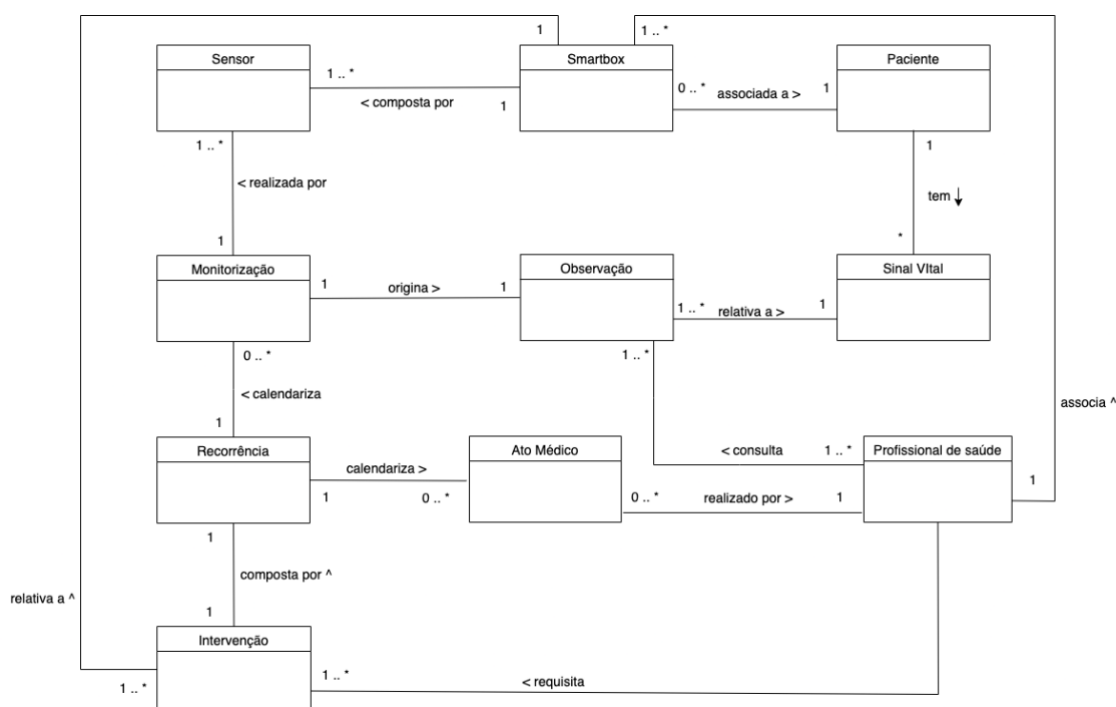 1
1 .. *
Sensor
Smartbox
Paciente
1 .. *
< composta por
1
0 .. *
associada a >
1
1 .. *
1
< realizada por
tem ↓
1
*
Monitorização
Observação
Sinal VItal
1
origina >
1
1 .. *
relativa a >
1
0 .. *
1 .. *
< calendariza
associa ^
1
Recorrência
Ato Médico
Profissional de saúde
< consulta
1 .. *
calendariza >
1
0 .. *
0 .. *
realizado por >
1
1
1
composta por ^
relativa a ^
1
Intervenção
1 .. *
1 .. *
< requisita